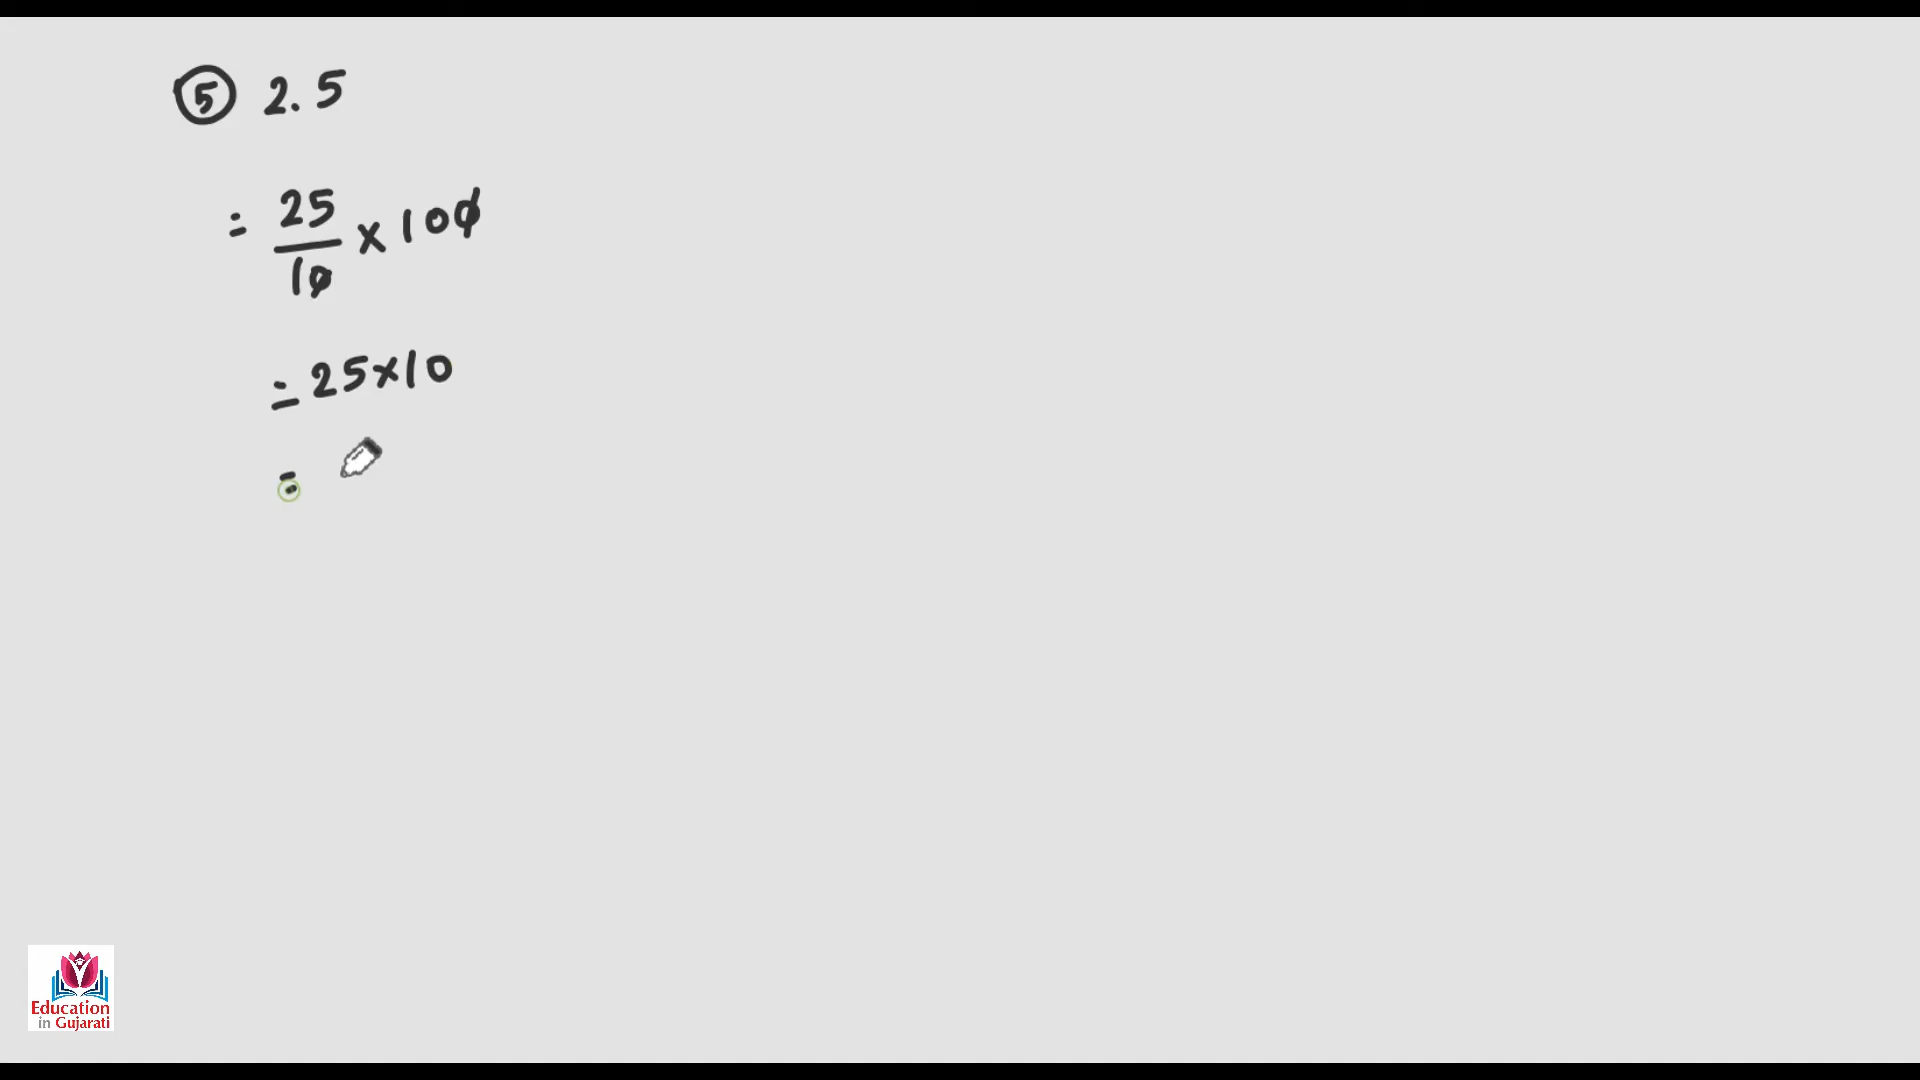 ⑤ 2.5
= 25/10 × 100
= 25×10
=
Education
in Gujarati